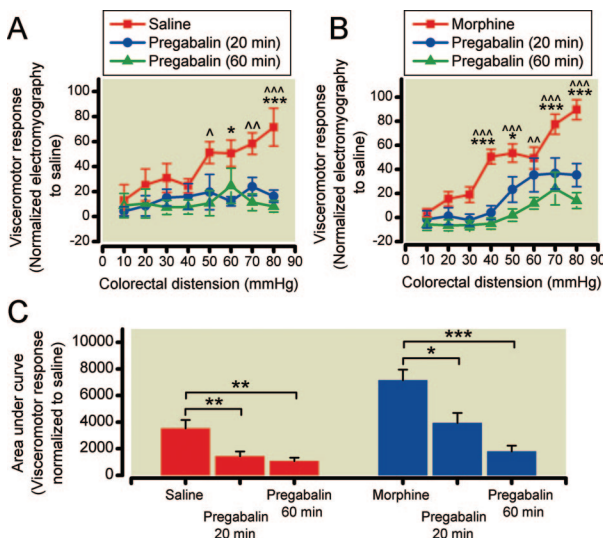 A
Saline
Pregabalin (20 min)
Pregabalin (60 min)
Visceromotor response
(Normalized electromyography
to saline)
100
80
60
40
20
0
-20
^ * ^^ ^^^
***
0 10 20 30 40 50 60 70 80 90
Colorectal distension (mmHg)
B
Morphine
Pregabalin (20 min)
Pregabalin (60 min)
Visceromotor response
(Normalized electromyography
to saline)
100
80
60
40
20
0
-20
^^^
***
^^^
*
^^
^^^
***
^^^
***
0 10 20 30 40 50 60 70 80 90
Colorectal distension (mmHg)
C
Area under curve
(Visceromotor response
normalized to saline)
10000
8000
6000
4000
2000
0
**
**
***
*
Saline
Pregabalin
20 min
Pregabalin
60 min
Morphine
Pregabalin
20 min
Pregabalin
60 min